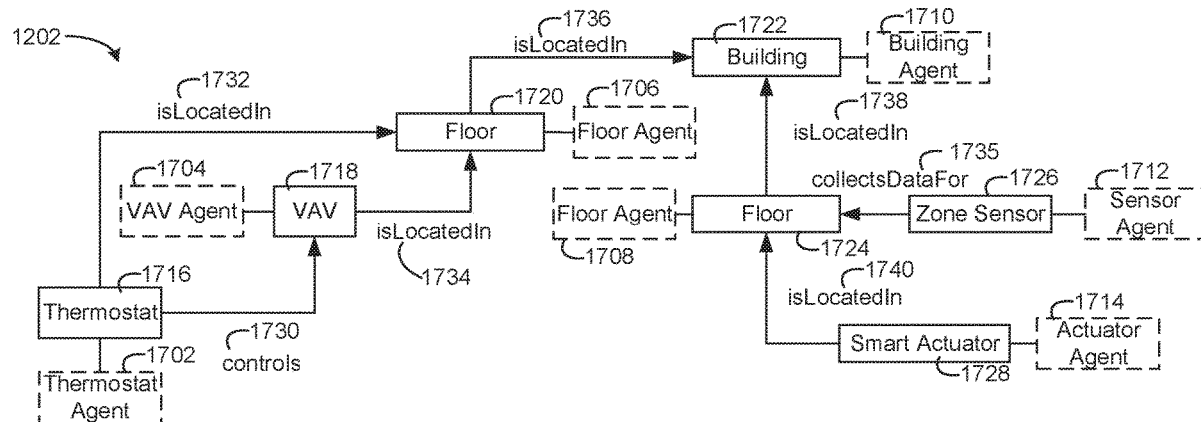 1202
1736
isLocatedIn
1722
Building
1710
Building
Agent
1732
isLocatedIn
1720
Floor
1706
Floor Agent
1738
isLocatedIn
1704
VAV Agent
1718
VAV
isLocatedIn
1734
1735
collectsDataFor
1726
Zone Sensor
1712
Sensor
Agent
Floor Agent
1708
Floor
1724
1716
Thermostat
1730
controls
1702
Thermostat
Agent
1740
isLocatedIn
Smart Actuator
1728
1714
Actuator
Agent